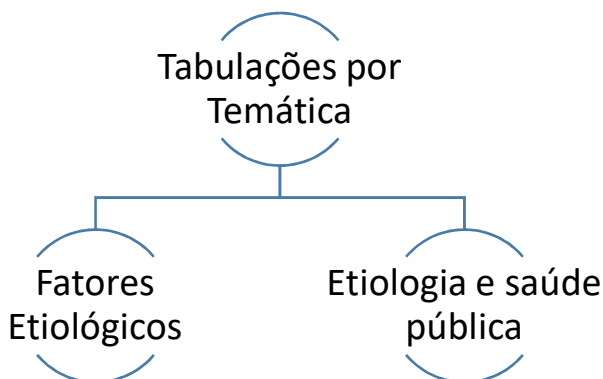 Tabulações por
Temática
Fatores
Etiológicos
Etiologia e saúde
pública